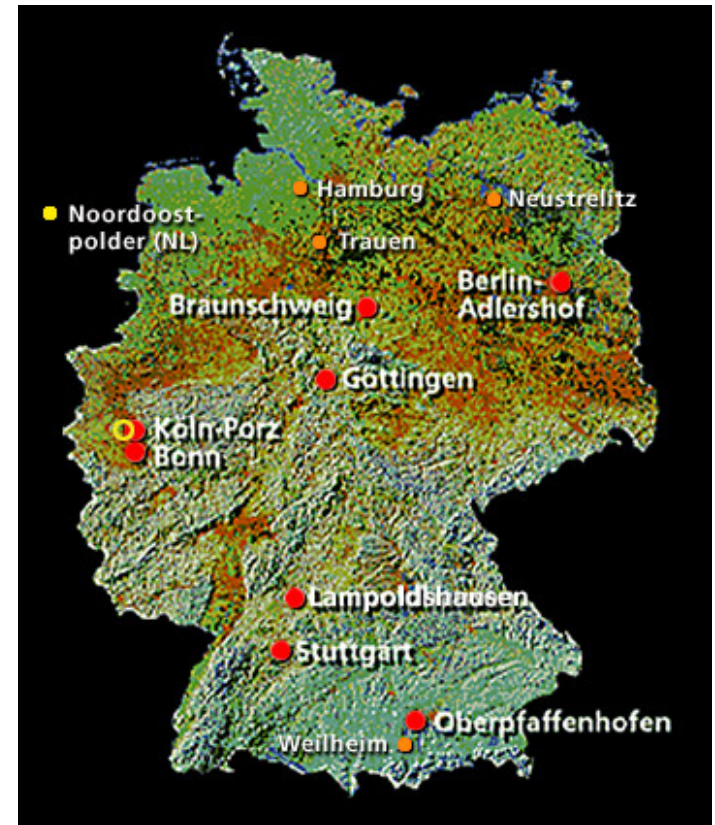 Hamburg
Neustrelitz
Noordoost-
polder (NL)
Trauen
Berlin-
Adlershof
Braunschweig
Göttingen
Köln-Porz
Bonn
Lampoldshausen
Stuttgart
Oberpfaffenhofen
Weilheim